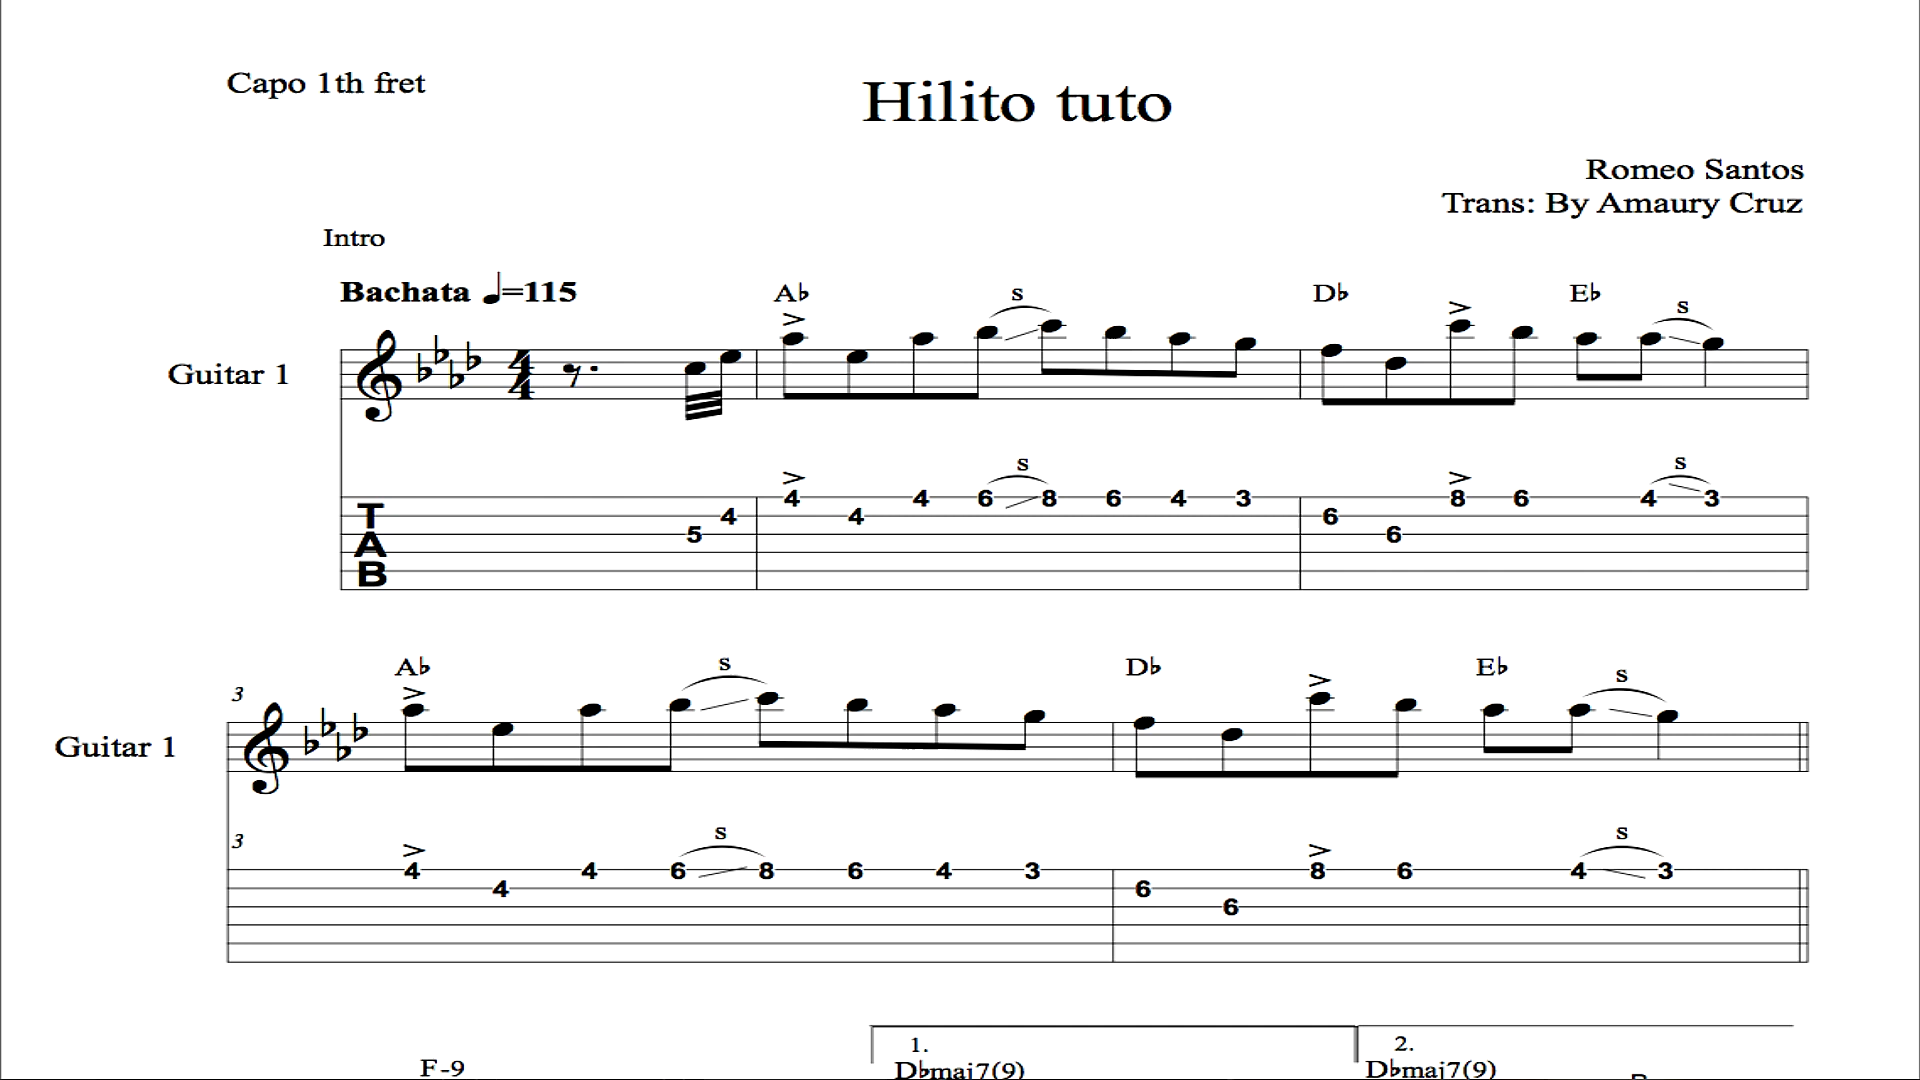 Capo 1th fret
Hilito tuto
Romeo Santos
Trans: By Amaury Cruz
Intro
Bachata ♩=115
A♭ s D♭ E♭ s
Guitar 1
4 4
s s
4 6 8 6 4 3 8 6 4 3
4 4 6
5 6
T
A
B
A♭ s D♭ E♭ s
3
Guitar 1
3 s s
4 4 6 8 6 4 3 8 6 4 3
4 6
6
1. 2.
F-9 D♭maj7(9) D♭maj7(9)